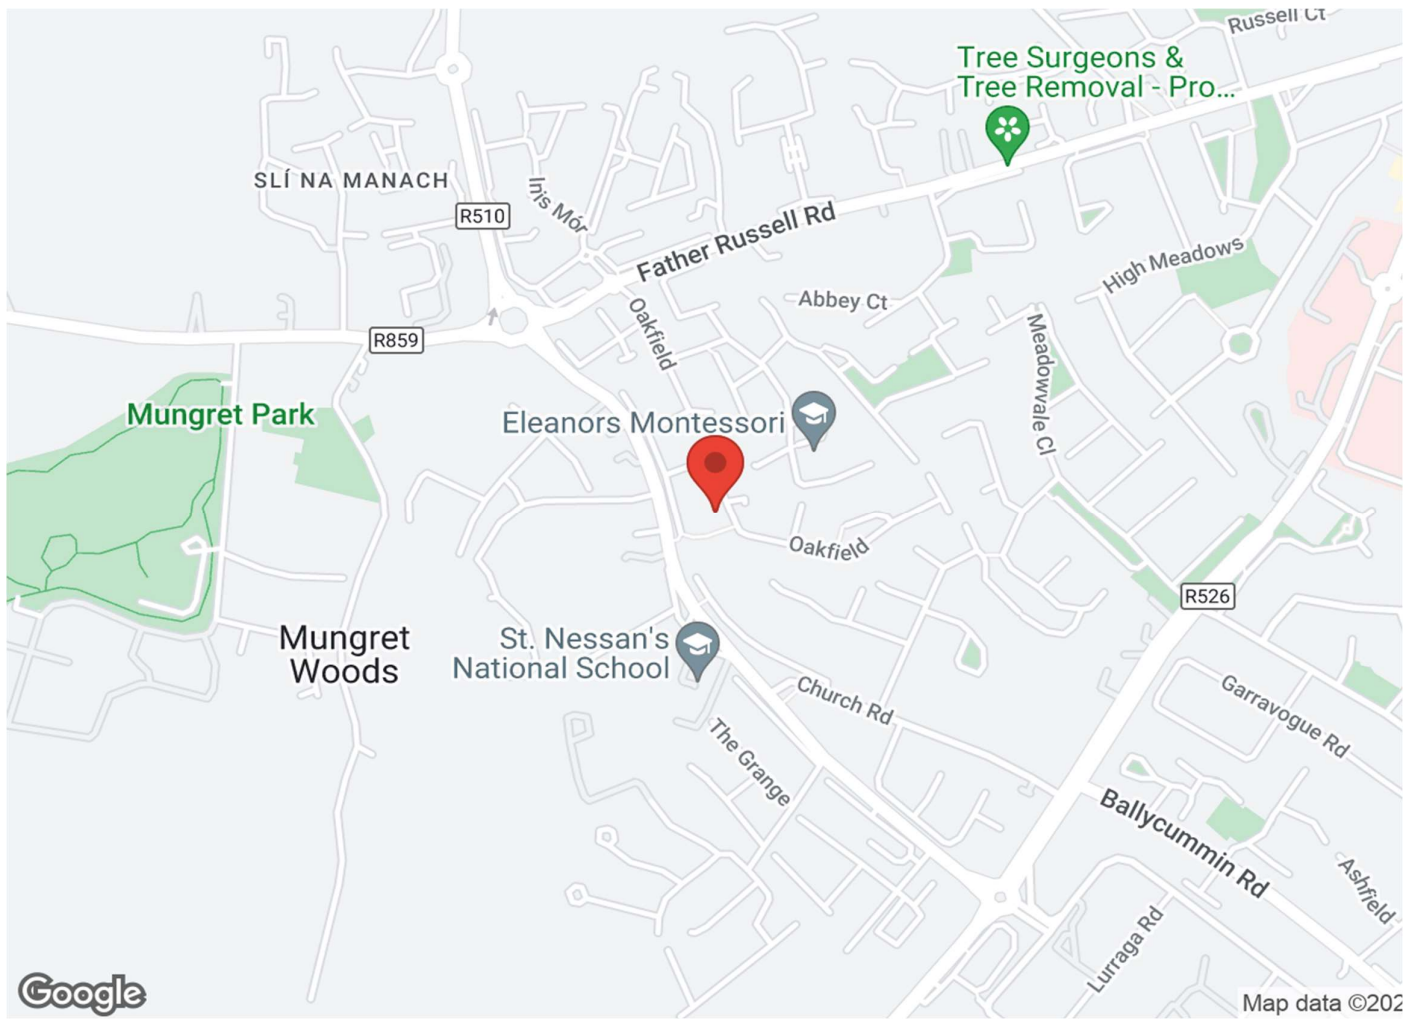 Russell Ct
Tree Surgeons &
Tree Removal - Pro...
SLÍ NA MANACH
R510
Inis Mór
Father Russell Rd
High Meadows
Abbey Ct
Oakfield
R859
Meadowvale Cl
Mungret Park
Eleanors Montessori
Oakfield
R526
Mungret
Woods
St. Nessan's
National School
Church Rd
Garravogue Rd
The Grange
Ballycummin Rd
Ashfield
Lurraga Rd
Google
Map data ©202